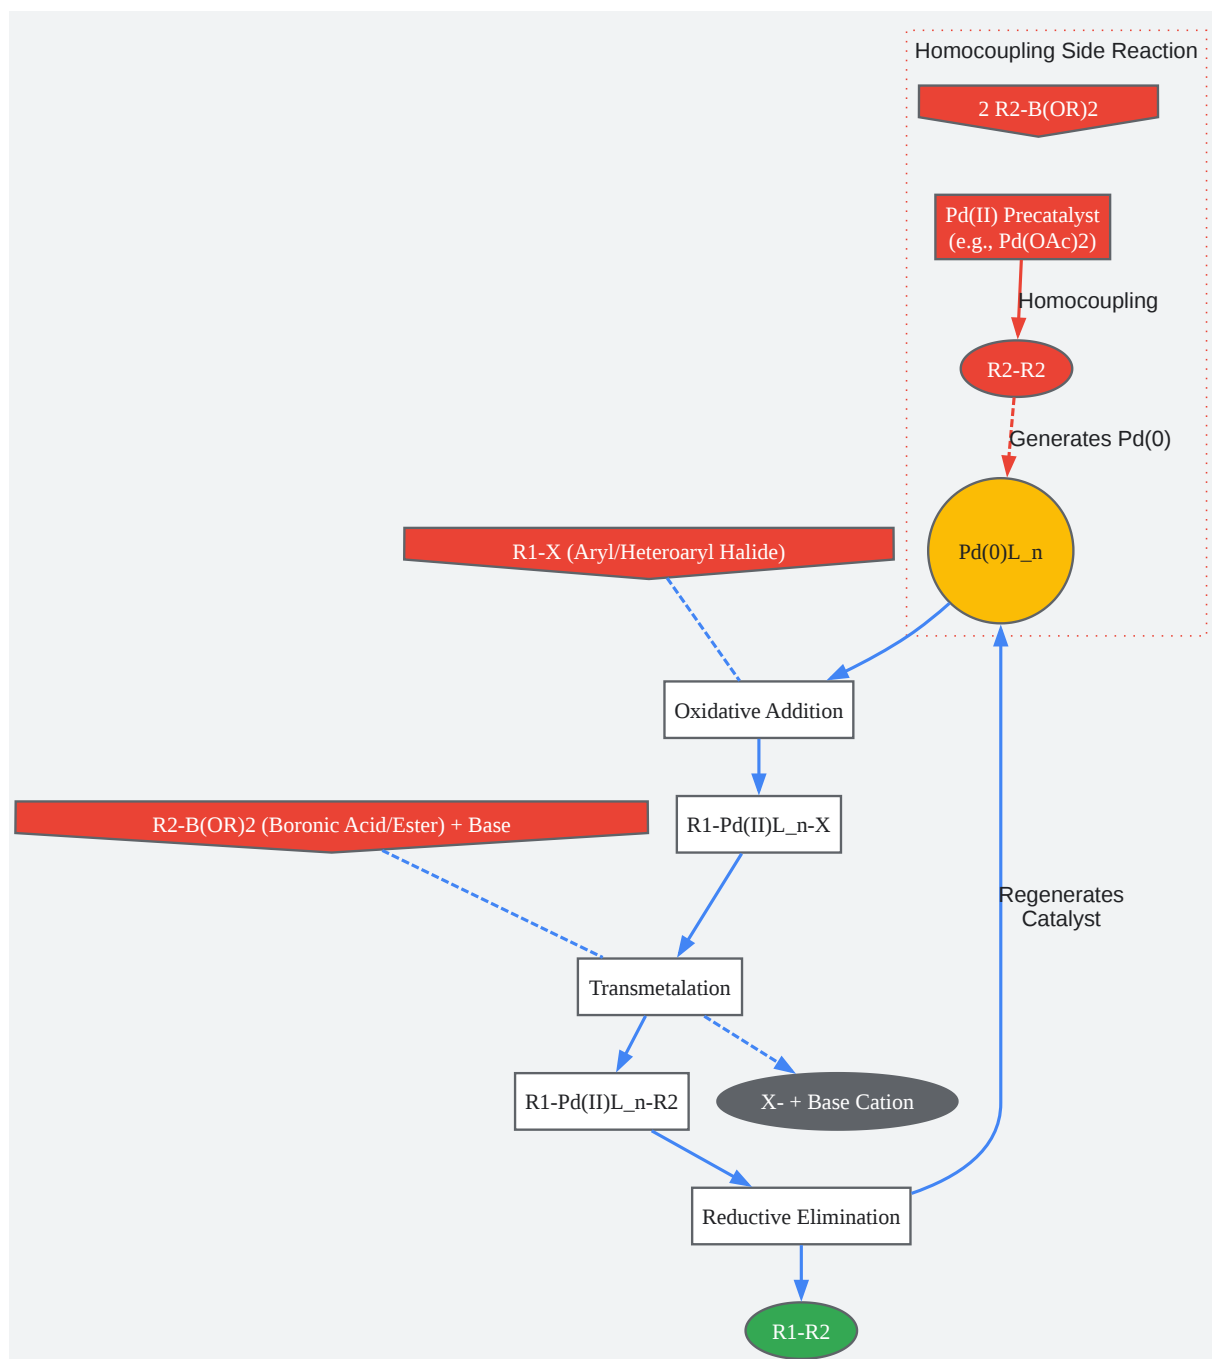 Homocoupling Side Reaction
2 R2-B(OR)2
Pd(II) Precatalyst
(e.g., Pd(OAc)2)
Homocoupling
R2-R2
Generates Pd(0)
R1-X (Aryl/Heteroaryl Halide)
Pd(0)L_n
Oxidative Addition
R2-B(OR)2 (Boronic Acid/Ester) + Base
R1-Pd(II)L_n-X
Regenerates
Catalyst
Transmetalation
R1-Pd(II)L_n-R2
X- + Base Cation
Reductive Elimination
R1-R2